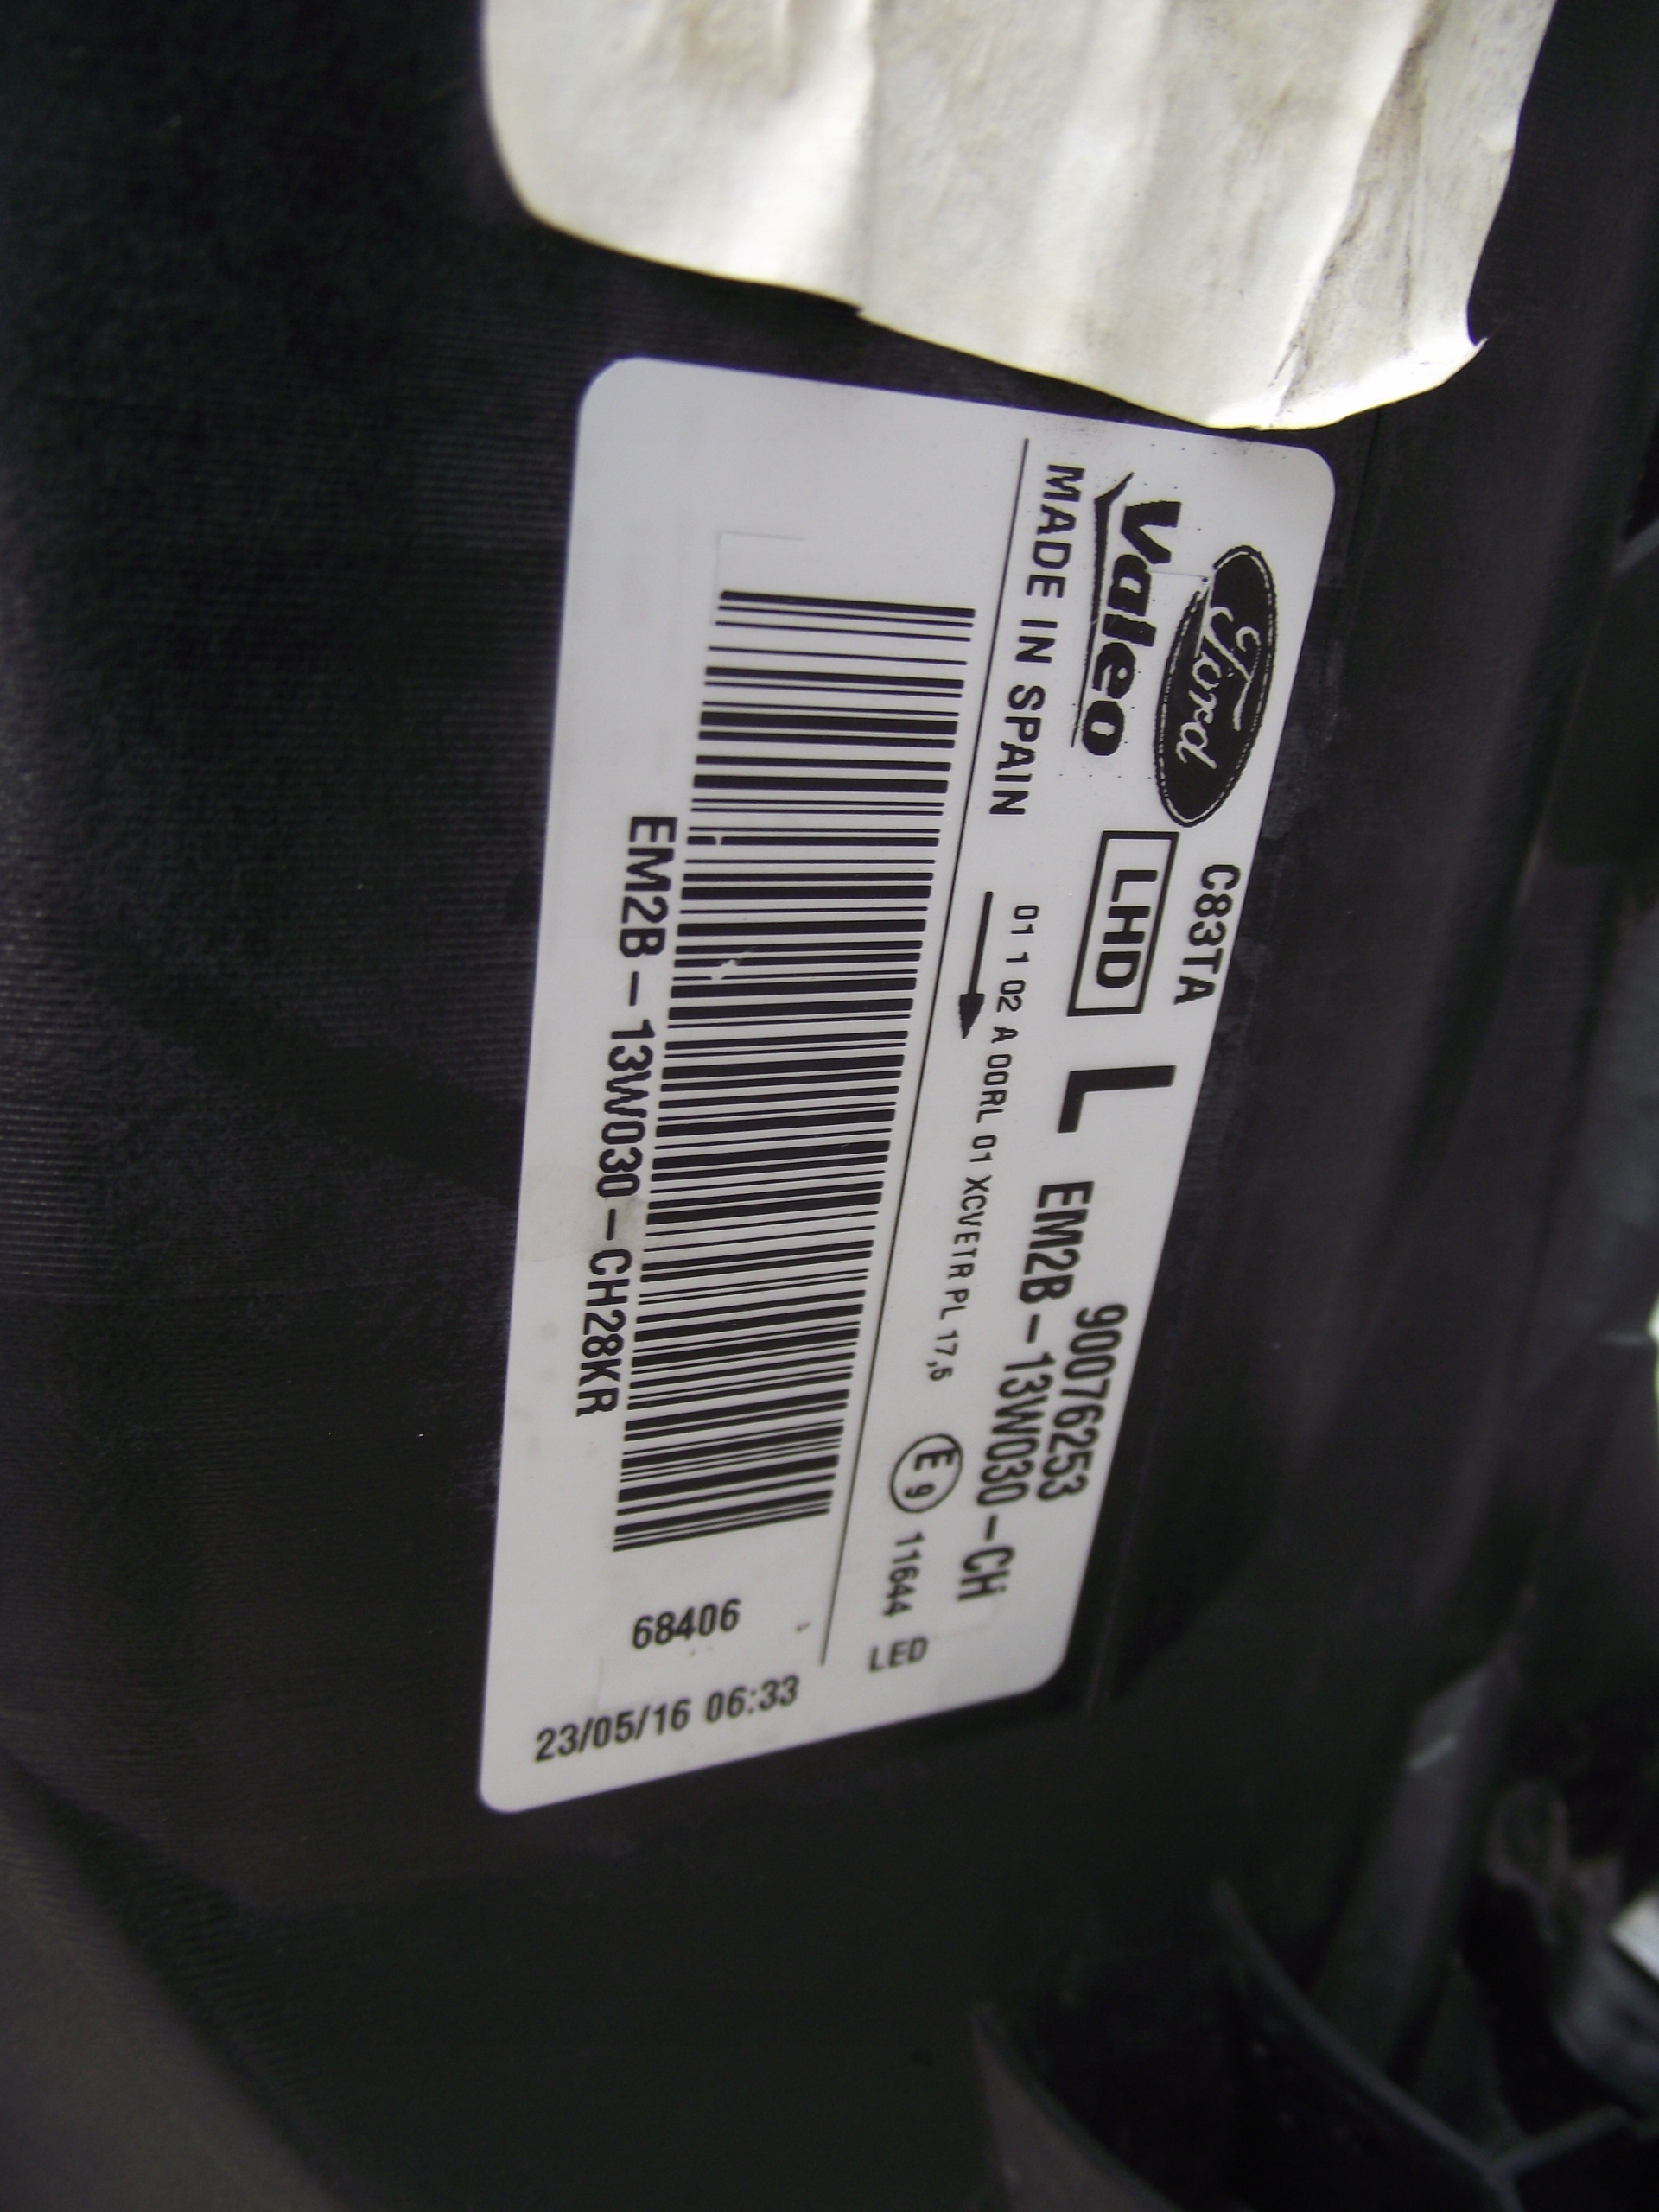 Ford
C83TA
Valeo
LHD
L
90076253
EM2B-13W030-CH
MADE IN SPAIN
01 1 02 A 00RL 01 XCVETR PL 17,5
E 9
11644
LED
EM2B-13W030-CH28KR
68406
23/05/16 06:33